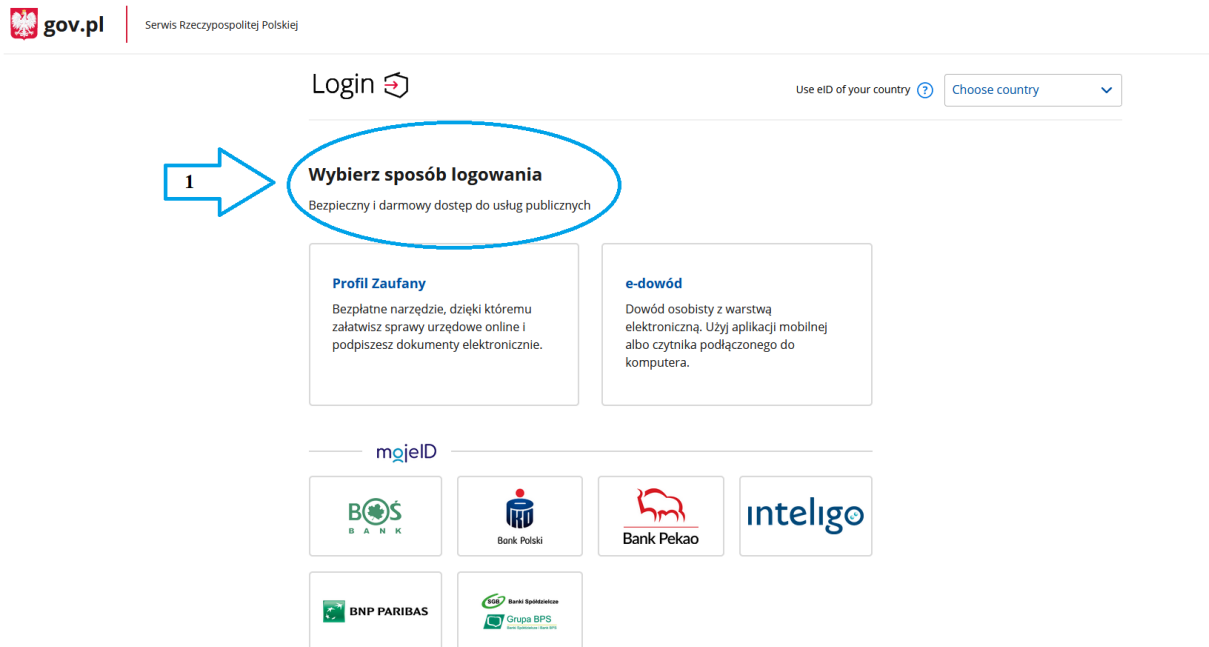 gov.pl
Serwis Rzeczypospolitej Polskiej
Login
Use eID of your country ?
Choose country
1
Wybierz sposób logowania
Bezpieczny i darmowy dostęp do usług publicznych
Profil Zaufany
Bezpłatne narzędzie, dzięki któremu
załatwisz sprawy urzędowe online i
podpiszesz dokumenty elektronicznie.
e-dowód
Dowód osobisty z warstwą
elektroniczną. Użyj aplikacji mobilnej
albo czytnika podłączonego do
komputera.
mojeID
BOŚ
BANK
PKO
Bank Polski
Bank Pekao
inteligo
BNP PARIBAS
SGB Banki Spółdzielcze
Grupa BPS